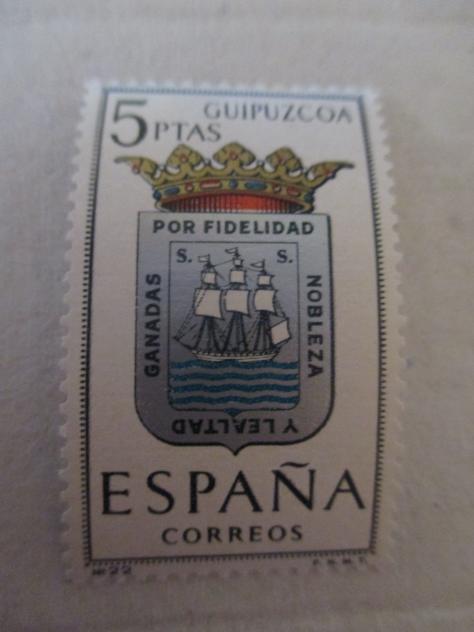 GUIPUZCOA
5 PTAS
POR FIDELIDAD
S. S.
GANADAS
NOBLEZA
Y LEALTAD
ESPAÑA
CORREOS
F.N.M.T.